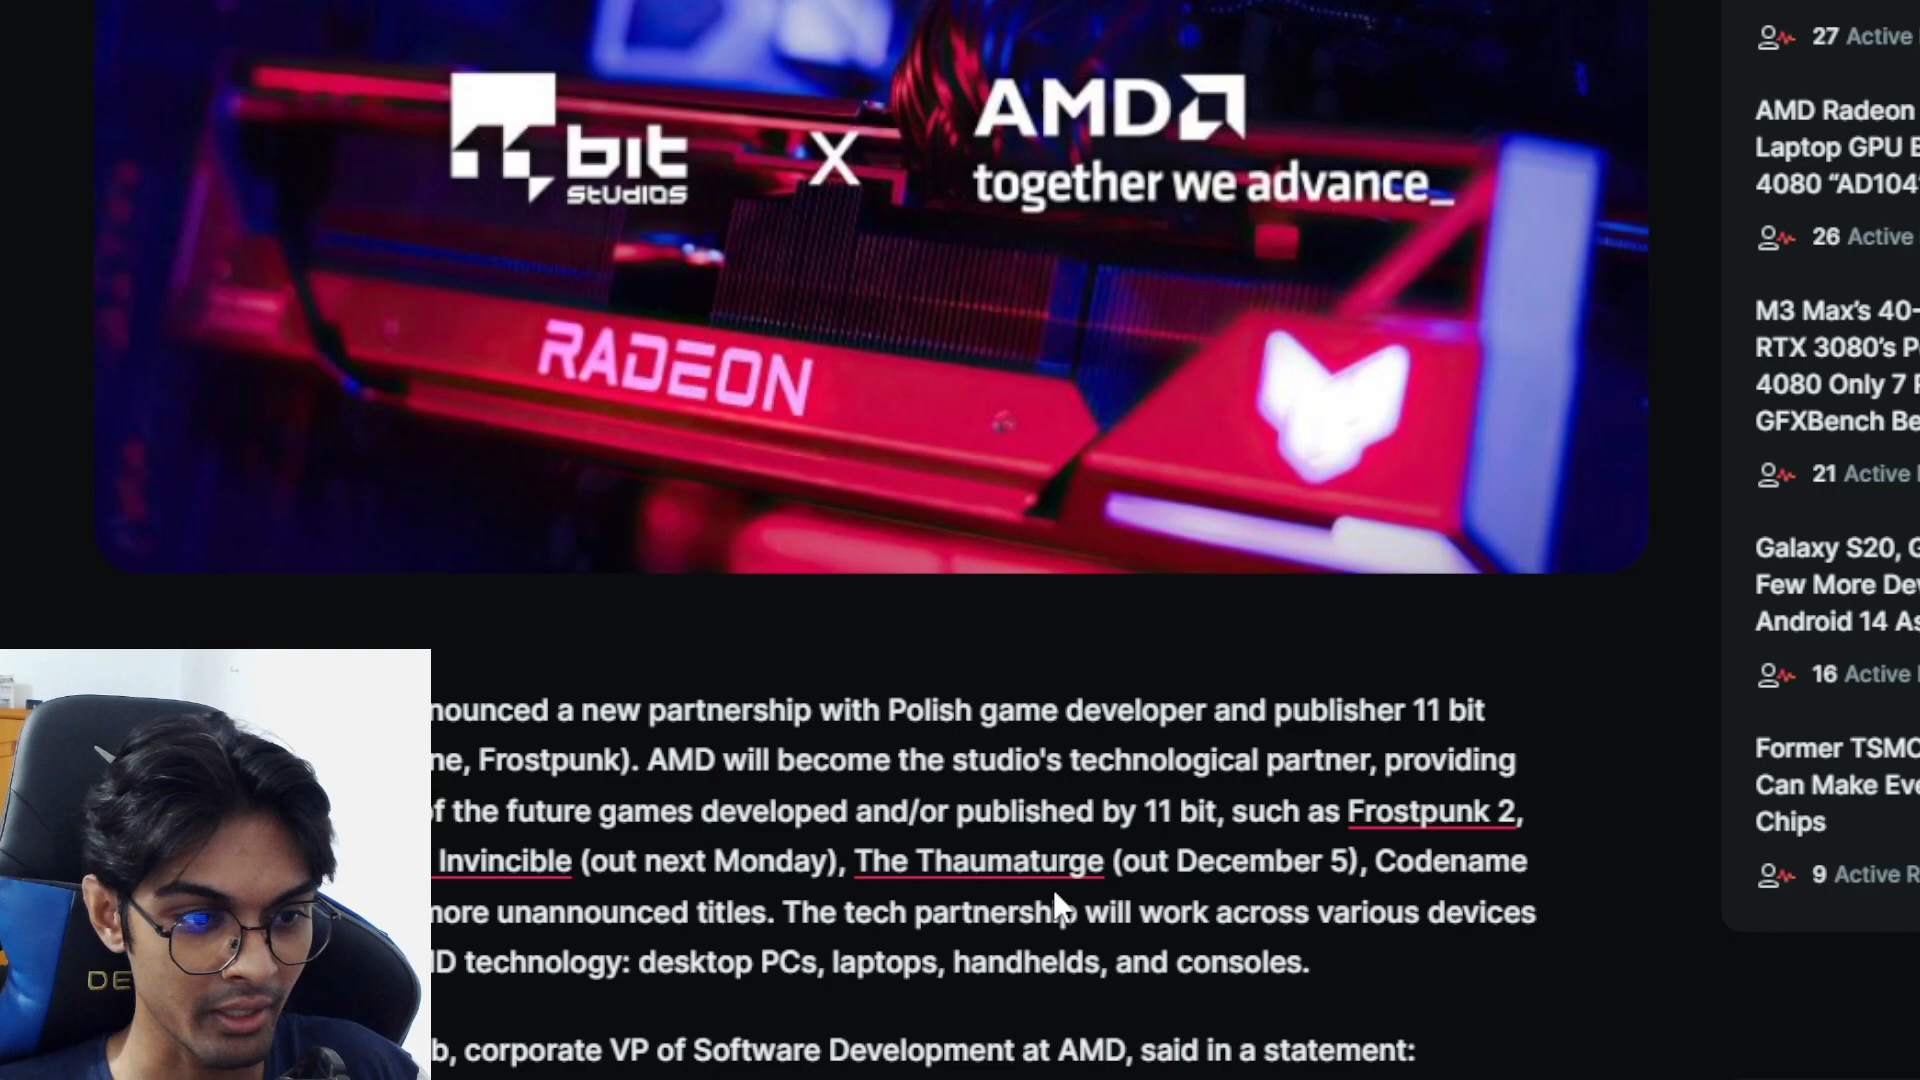 bit
studios
X
AMD
together we advance_
RADEON
nounced a new partnership with Polish game developer and publisher 11 bit
ne, Frostpunk). AMD will become the studio's technological partner, providing
of the future games developed and/or published by 11 bit, such as Frostpunk 2,
Invincible (out next Monday), The Thaumaturge (out December 5), Codename
more unannounced titles. The tech partnership will work across various devices
D technology: desktop PCs, laptops, handhelds, and consoles.
b, corporate VP of Software Development at AMD, said in a statement:
DE
27 Active
AMD Radeon
Laptop GPU
4080 “AD104"
26 Active
M3 Max’s 40-
RTX 3080’s P
4080 Only 7
GFXBench Be
21 Active
Galaxy S20, G
Few More Dev
Android 14 As
16 Active
Former TSMC
Can Make Eve
Chips
9 Active R